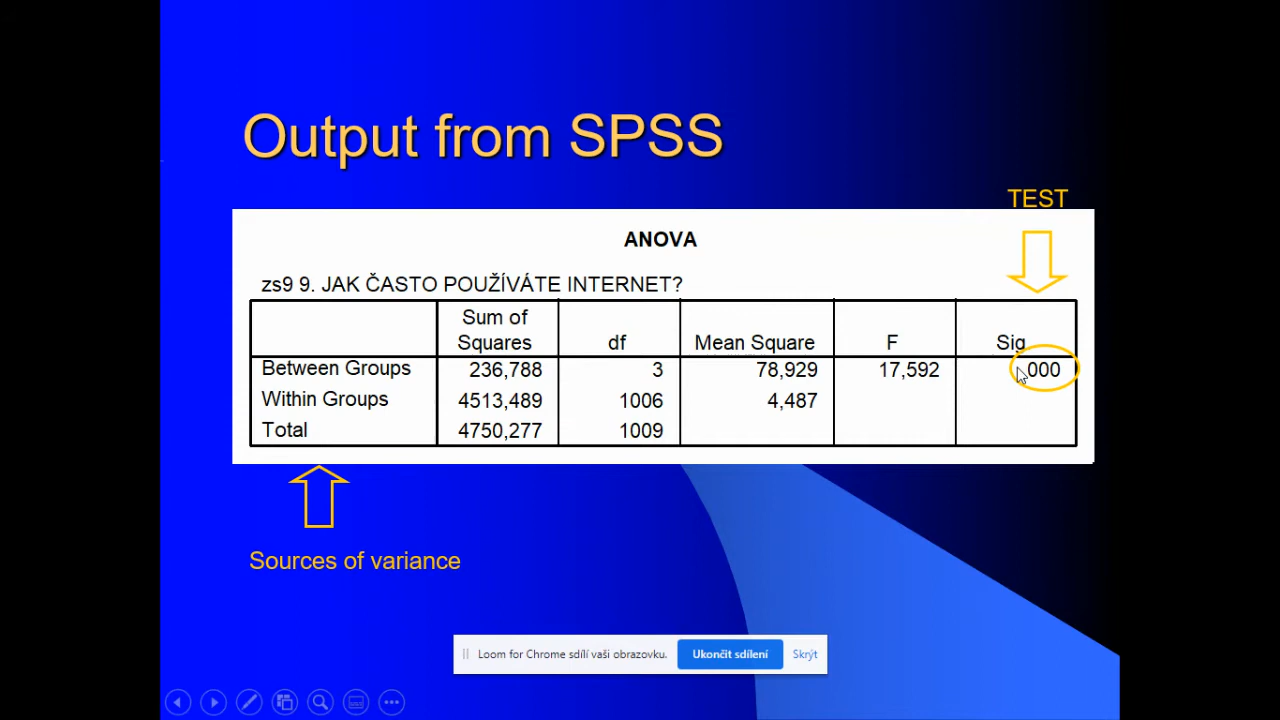 Output from SPSS
TEST
ANOVA
zs9 9. JAK ČASTO POUŽÍVÁTE INTERNET?
Sum of Squares df Mean Square F Sig.
Between Groups 236,788 3 78,929 17,592 ,000
Within Groups 4513,489 1006 4,487
Total 4750,277 1009
Sources of variance
Loom for Chrome sdílí vaši obrazovku. Ukončit sdílení Skrýt